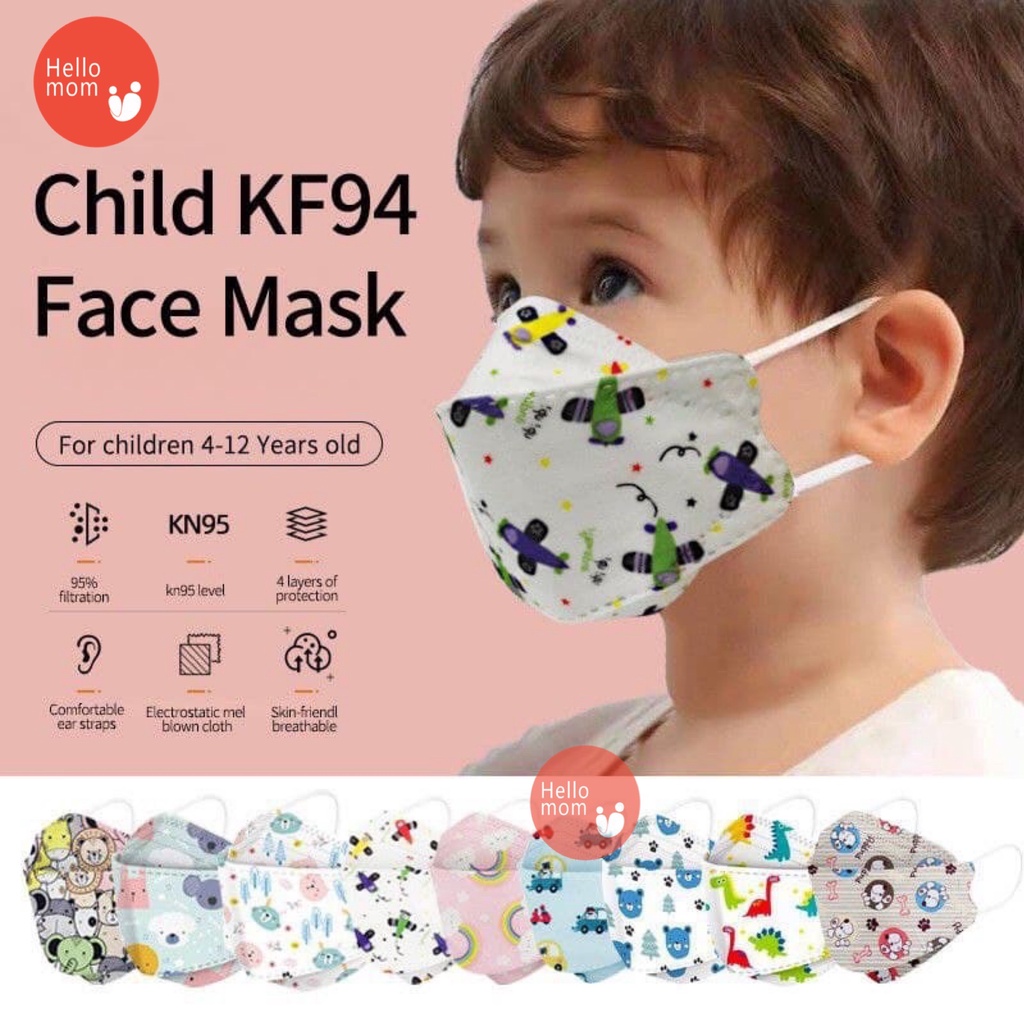 Hello
mom
Child KF94
Face Mask
For children 4-12 Years old
KN95
95%
filtration
kn95 level
4 layers of
protection
Comfortable
ear straps
Electrostatic mel
blown cloth
Skin-friendl
breathable
Hello
mom